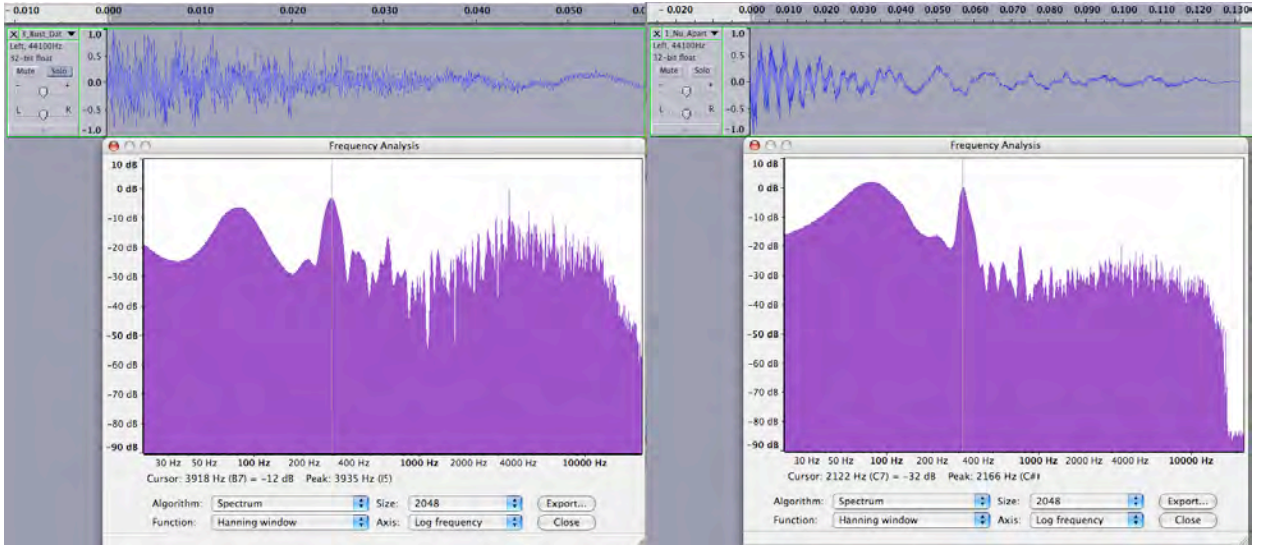 - 0.010 0.000 0.010 0.020 0.030 0.040 0.050
X 1.0
Left, 44100Hz
32-bit float
0.5
Mute Solo
0.0
- +
L R
-0.5
-1.0
Frequency Analysis
10 dB
0 dB
-10 dB
-20 dB
-30 dB
-40 dB
-50 dB
-60 dB
-70 dB
-80 dB
-90 dB
30 Hz 50 Hz 100 Hz 200 Hz 400 Hz 1000 Hz 2000 Hz 4000 Hz 10000 Hz
Cursor: 3918 Hz (B7) = -12 dB Peak: 3935 Hz
Algorithm: Spectrum Size: 2048 Export...
Function: Hanning window Axis: Log frequency Close
- 0.020 0.000 0.010 0.020 0.030 0.040 0.050 0.060 0.070 0.080 0.090 0.100 0.110 0.120 0.130
X 1_No_Apart 1.0
Left, 44100Hz
32-bit float
0.5
Mute Solo
0.0
- +
L R
-0.5
-1.0
Frequency Analysis
10 dB
0 dB
-10 dB
-20 dB
-30 dB
-40 dB
-50 dB
-60 dB
-70 dB
-80 dB
-90 dB
30 Hz 50 Hz 100 Hz 200 Hz 400 Hz 1000 Hz 2000 Hz 4000 Hz 10000 Hz
Cursor: 2122 Hz (C7) = -32 dB Peak: 2166 Hz
Algorithm: Spectrum Size: 2048 Export...
Function: Hanning window Axis: Log frequency Close